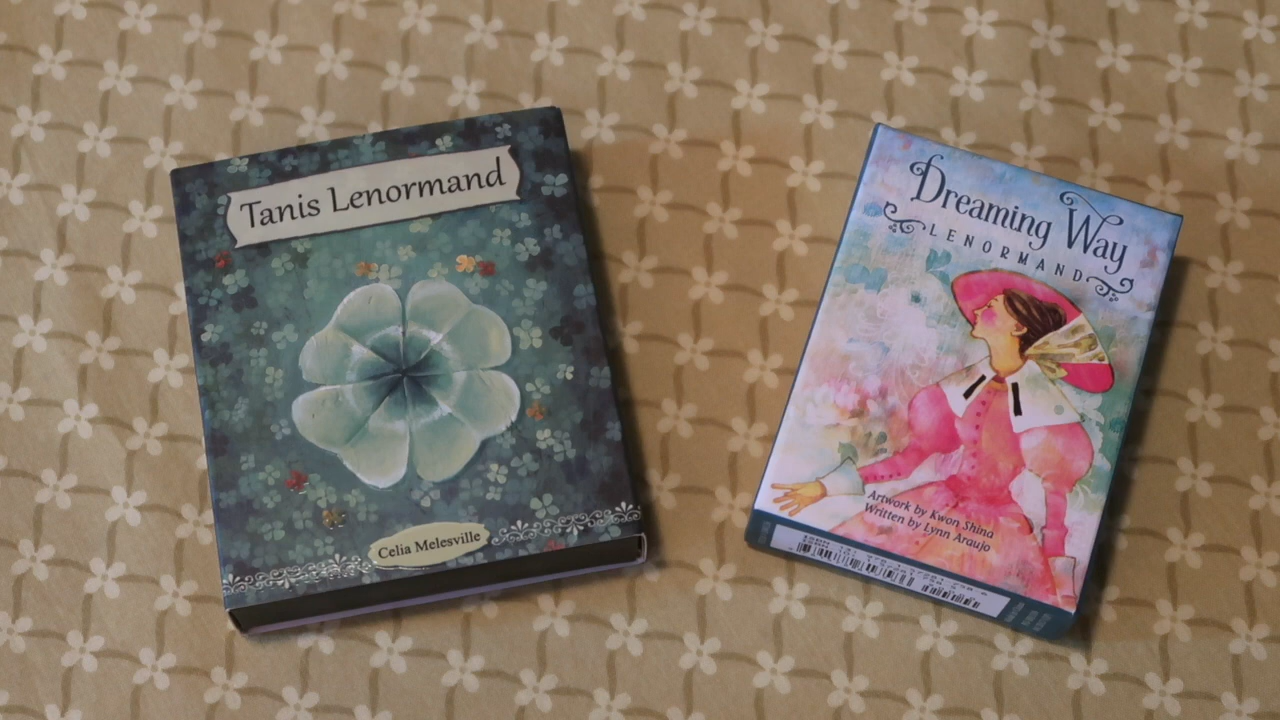 Tanis Lenormand
Celia Melesville
Dreaming Way
LENORMAND
Artwork by Kwon Shina
Written by Lynn Araujo